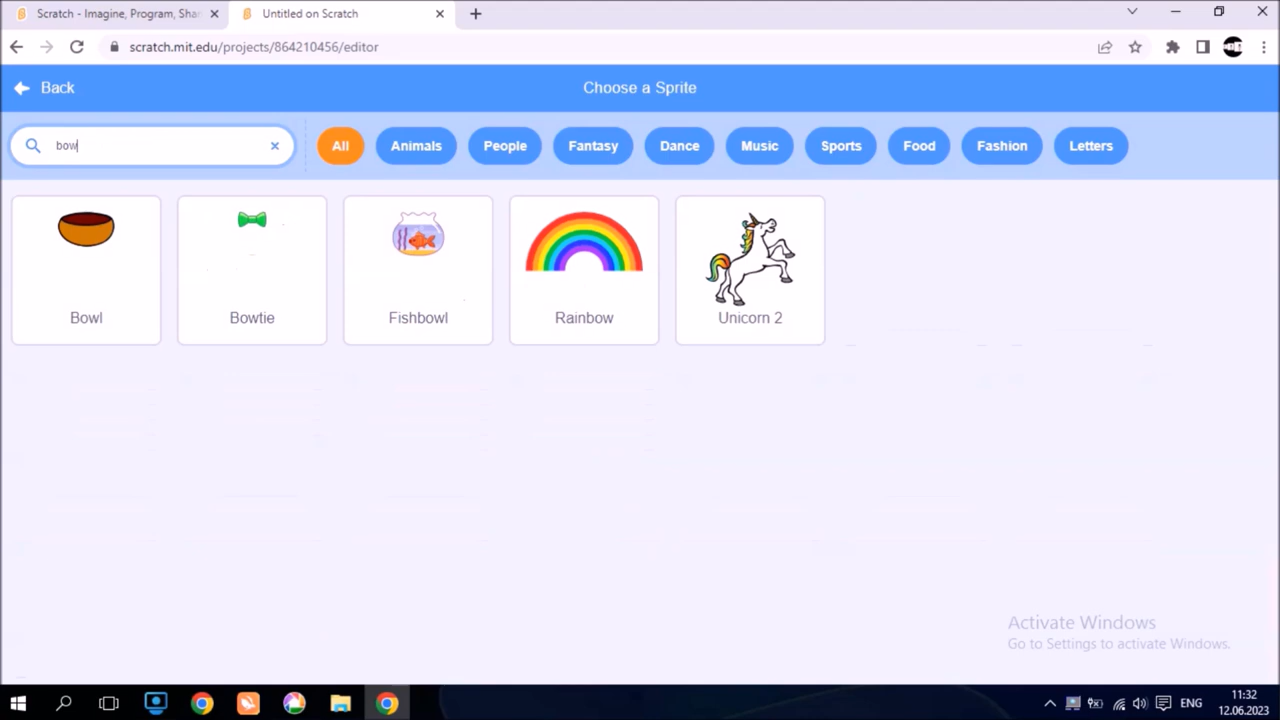 Scratch - Imagine, Program, Shar
Untitled on Scratch
scratch.mit.edu/projects/864210456/editor
Back
Choose a Sprite
bow
All
Animals
People
Fantasy
Dance
Music
Sports
Food
Fashion
Letters
Bowl
Bowtie
Fishbowl
Rainbow
Unicorn 2
Activate Windows
Go to Settings to activate Windows.
ENG
11:32
12.06.2023